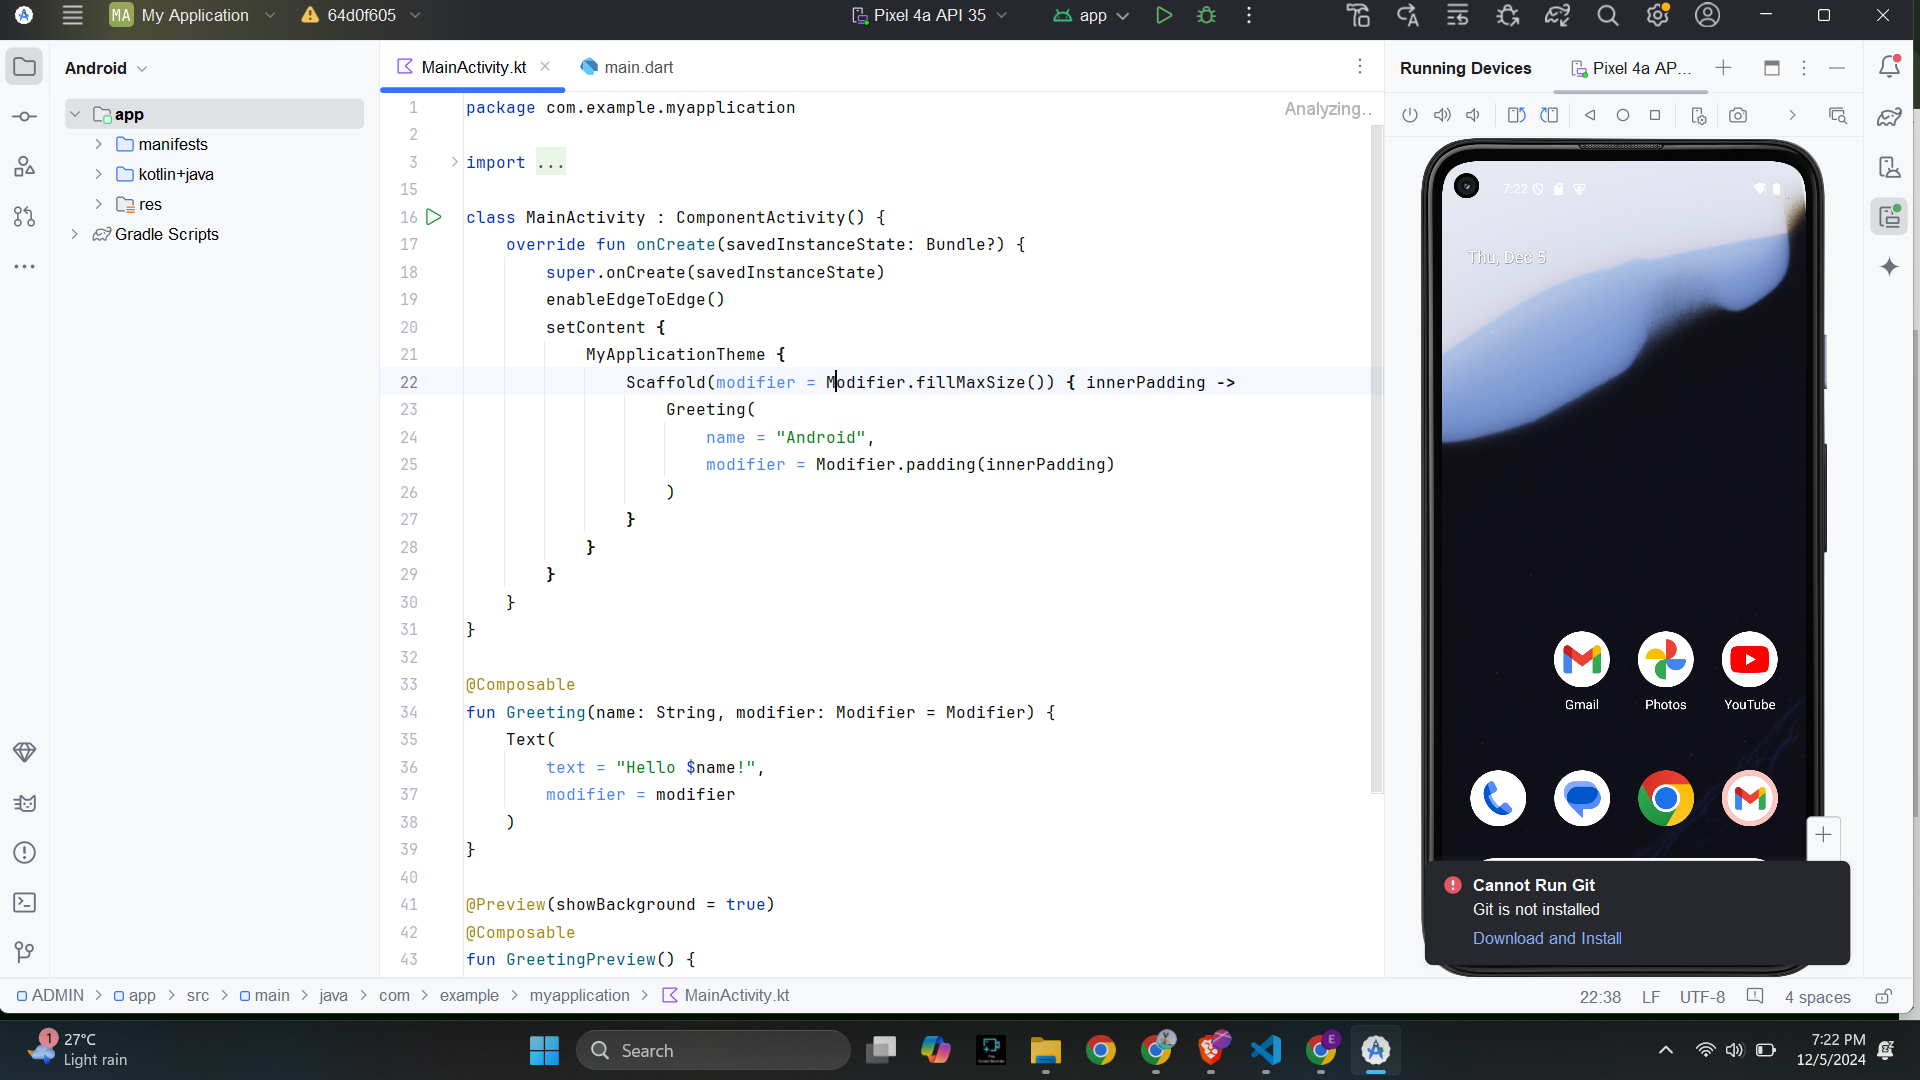 MA My Application
64d0f605
Pixel 4a API 35
app
Android
MainActivity.kt
main.dart
Running Devices
Pixel 4a AP...
app
manifests
kotlin+java
res
Gradle Scripts
Analyzing..
1 package com.example.myapplication
2
3 import ...
15
16 class MainActivity : ComponentActivity() {
17 override fun onCreate(savedInstanceState: Bundle?) {
18 super.onCreate(savedInstanceState)
19 enableEdgeToEdge()
20 setContent {
21 MyApplicationTheme {
22 Scaffold(modifier = Modifier.fillMaxSize()) { innerPadding ->
23 Greeting(
24 name = "Android",
25 modifier = Modifier.padding(innerPadding)
26 )
27 }
28 }
29 }
30 }
31 }
32
33 @Composable
34 fun Greeting(name: String, modifier: Modifier = Modifier) {
35 Text(
36 text = "Hello $name!",
37 modifier = modifier
38 )
39 }
40
41 @Preview(showBackground = true)
42 @Composable
43 fun GreetingPreview() {
7:22
Thu, Dec 5
Gmail
Photos
YouTube
Cannot Run Git
Git is not installed
Download and Install
ADMIN > app > src > main > java > com > example > myapplication > MainActivity.kt
22:38 LF UTF-8 4 spaces
1
27°C
Light rain
Search
E
7:22 PM
12/5/2024